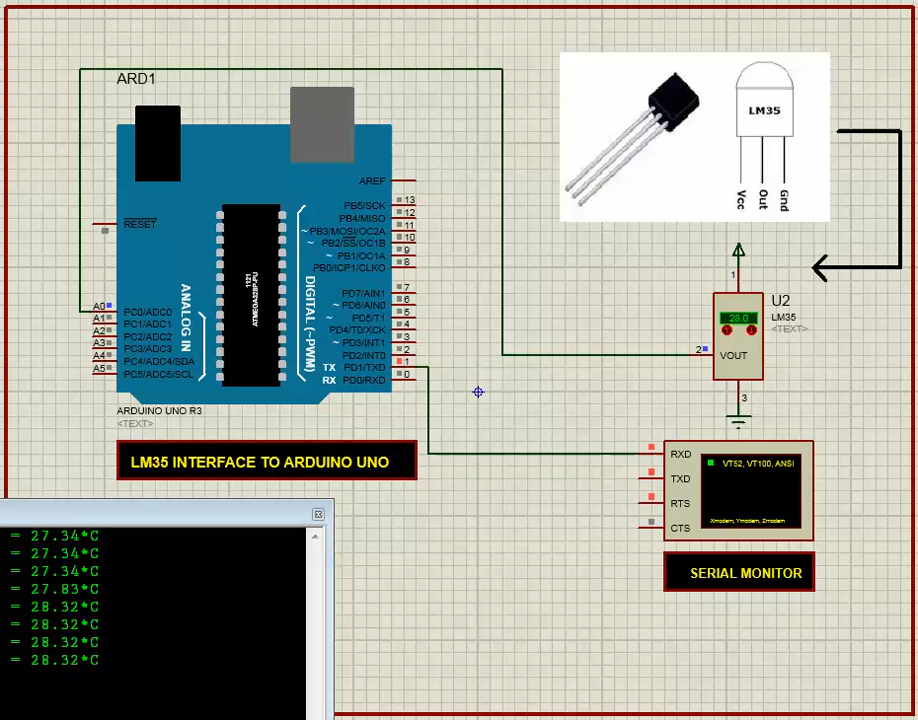 ARD1
RESET
AREF
PB5/SCK
13
PB4/MISO
12
~ PB3/MOSI/OC2A
11
~ PB2/SS/OC1B
10
~ PB1/OC1A
9
PB0/ICP1/CLKO
8
PD7/AIN1
7
~ PD6/AIN0
6
~ PD5/T1
5
PD4/T0/XCK
4
~ PD3/INT1
3
PD2/INT0
2
TX PD1/TXD
1
RX PD0/RXD
0
A0
PC0/ADC0
A1
PC1/ADC1
A2
PC2/ADC2
A3
PC3/ADC3
A4
PC4/ADC4/SDA
A5
PC5/ADC5/SCL
ANALOG IN
1121
ATMEGA328P-PU
DIGITAL (~PWM)
ARDUINO UNO R3
<TEXT>
LM35 INTERFACE TO ARDUINO UNO
LM35
Vcc
Out
Gnd
1
U2
LM35
<TEXT>
28.0
2
VOUT
3
RXD
TXD
RTS
CTS
VT52, VT100, ANSI
Xmodem, Ymodem, Zmodem
SERIAL MONITOR
= 27.34*C
= 27.34*C
= 27.34*C
= 27.83*C
= 28.32*C
= 28.32*C
= 28.32*C
= 28.32*C